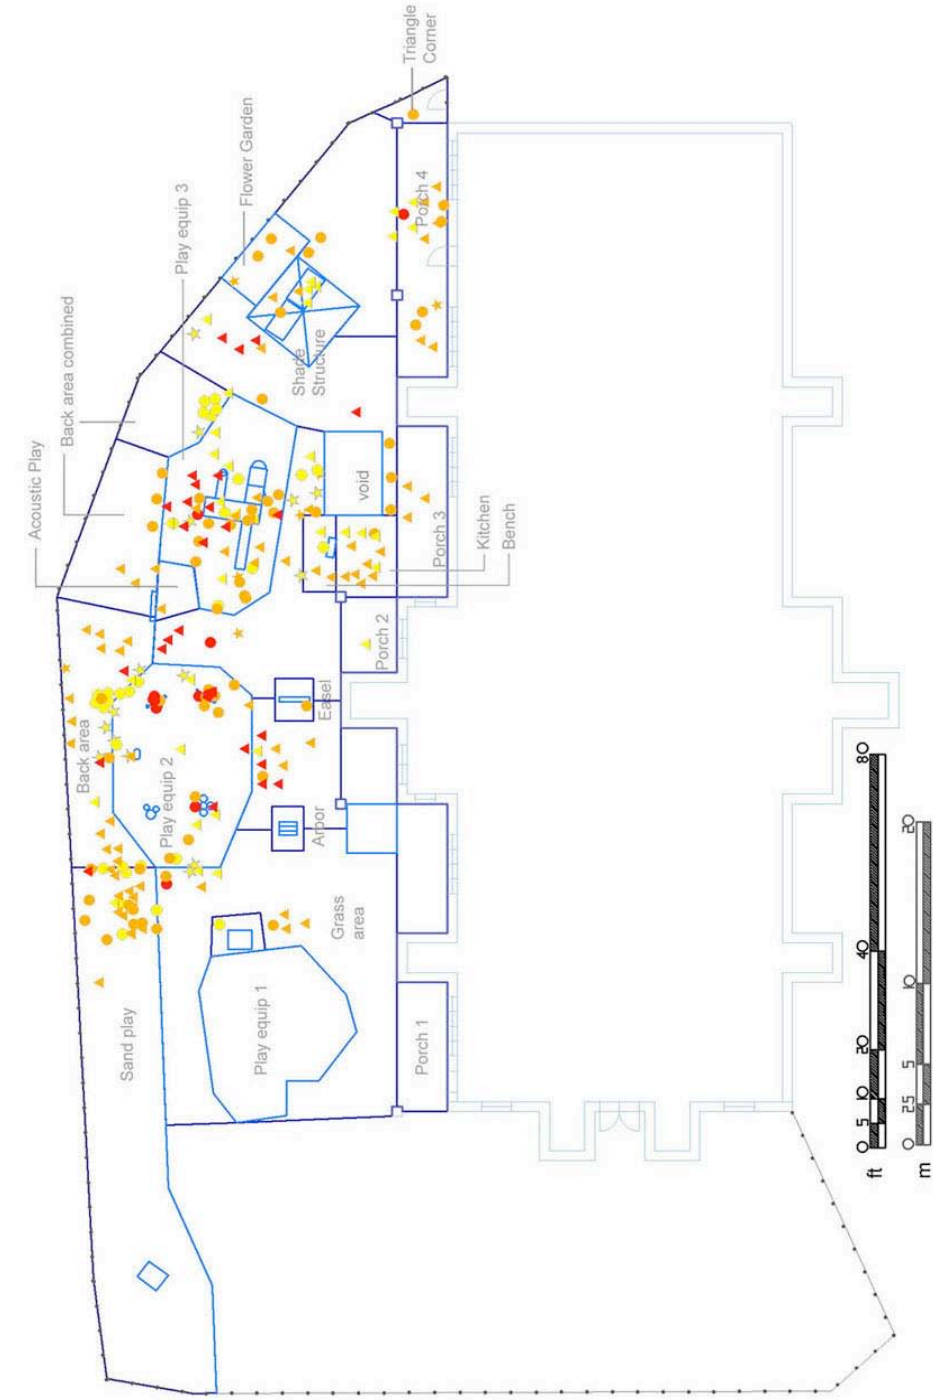 Triangle
Corner
Flower Garden
Porch 4
Play equip 3
Back area combined
Shade
Structure
Acoustic Play
void
Kitchen
Bench
Porch 3
Porch 2
Easel
Back area
Play equip 2
Arbor
Grass
area
Sand play
Play equip 1
Porch 1
0 5 10 20 40 80
ft
0 2.5 5 10 20
m